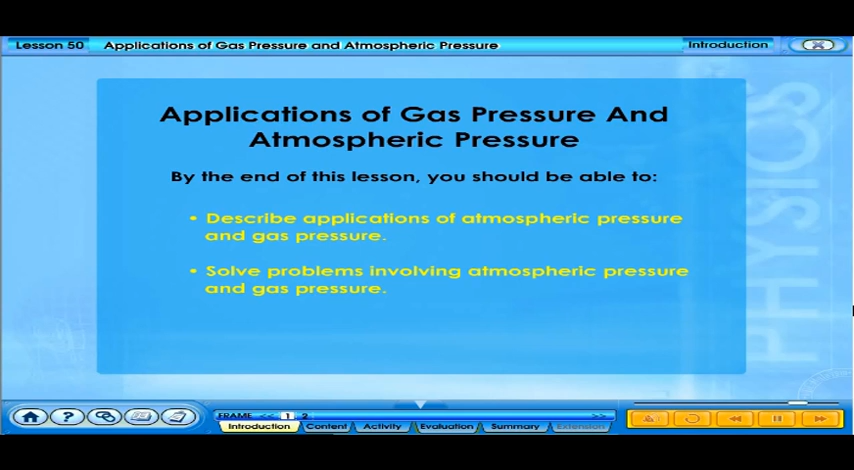 Lesson 50 Applications of Gas Pressure and Atmospheric Pressure Introduction
Applications of Gas Pressure And
Atmospheric Pressure
By the end of this lesson, you should be able to:
• Describe applications of atmospheric pressure
and gas pressure.
• Solve problems involving atmospheric pressure
and gas pressure.
PHYSICS
FRAME << 1 2 >>
Introduction Content Activity Evaluation Summary Extension